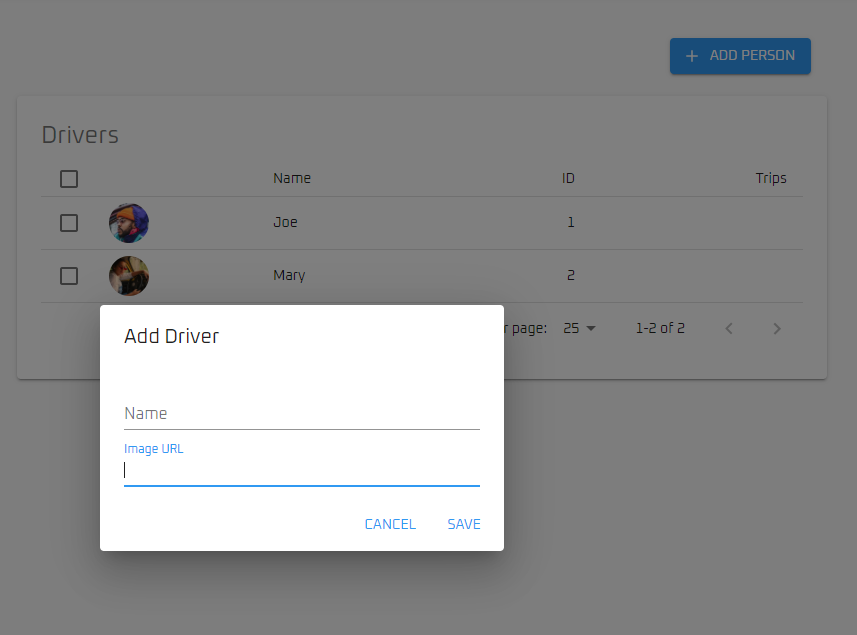 ADD PERSON
Drivers
Name ID Trips
Joe 1
Mary 2
page: 25 1-2 of 2
Add Driver
Name
Image URL
CANCEL SAVE